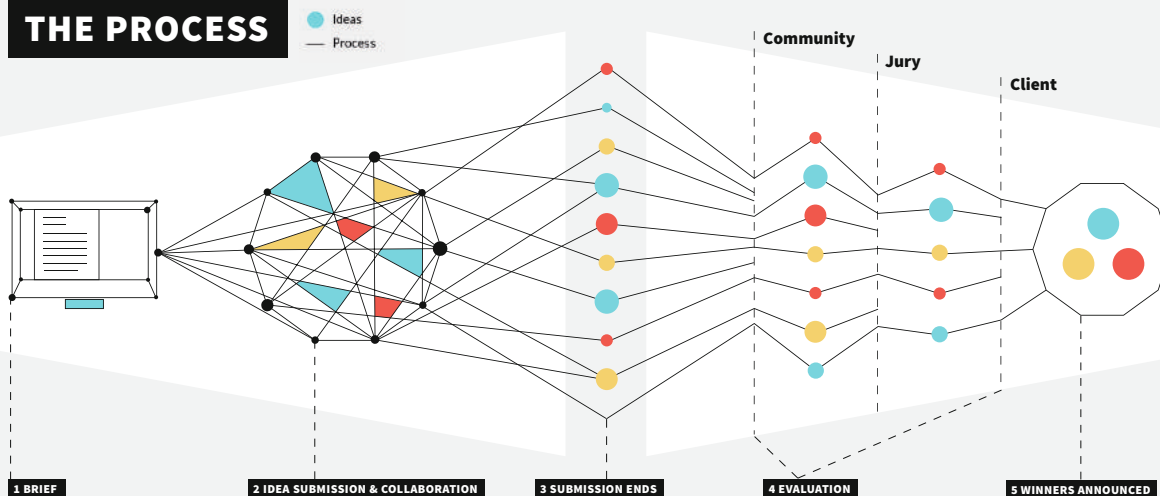 THE PROCESS
Ideas
Process
Community
Jury
Client
1 BRIEF
2 IDEA SUBMISSION & COLLABORATION
3 SUBMISSION ENDS
4 EVALUATION
5 WINNERS ANNOUNCED